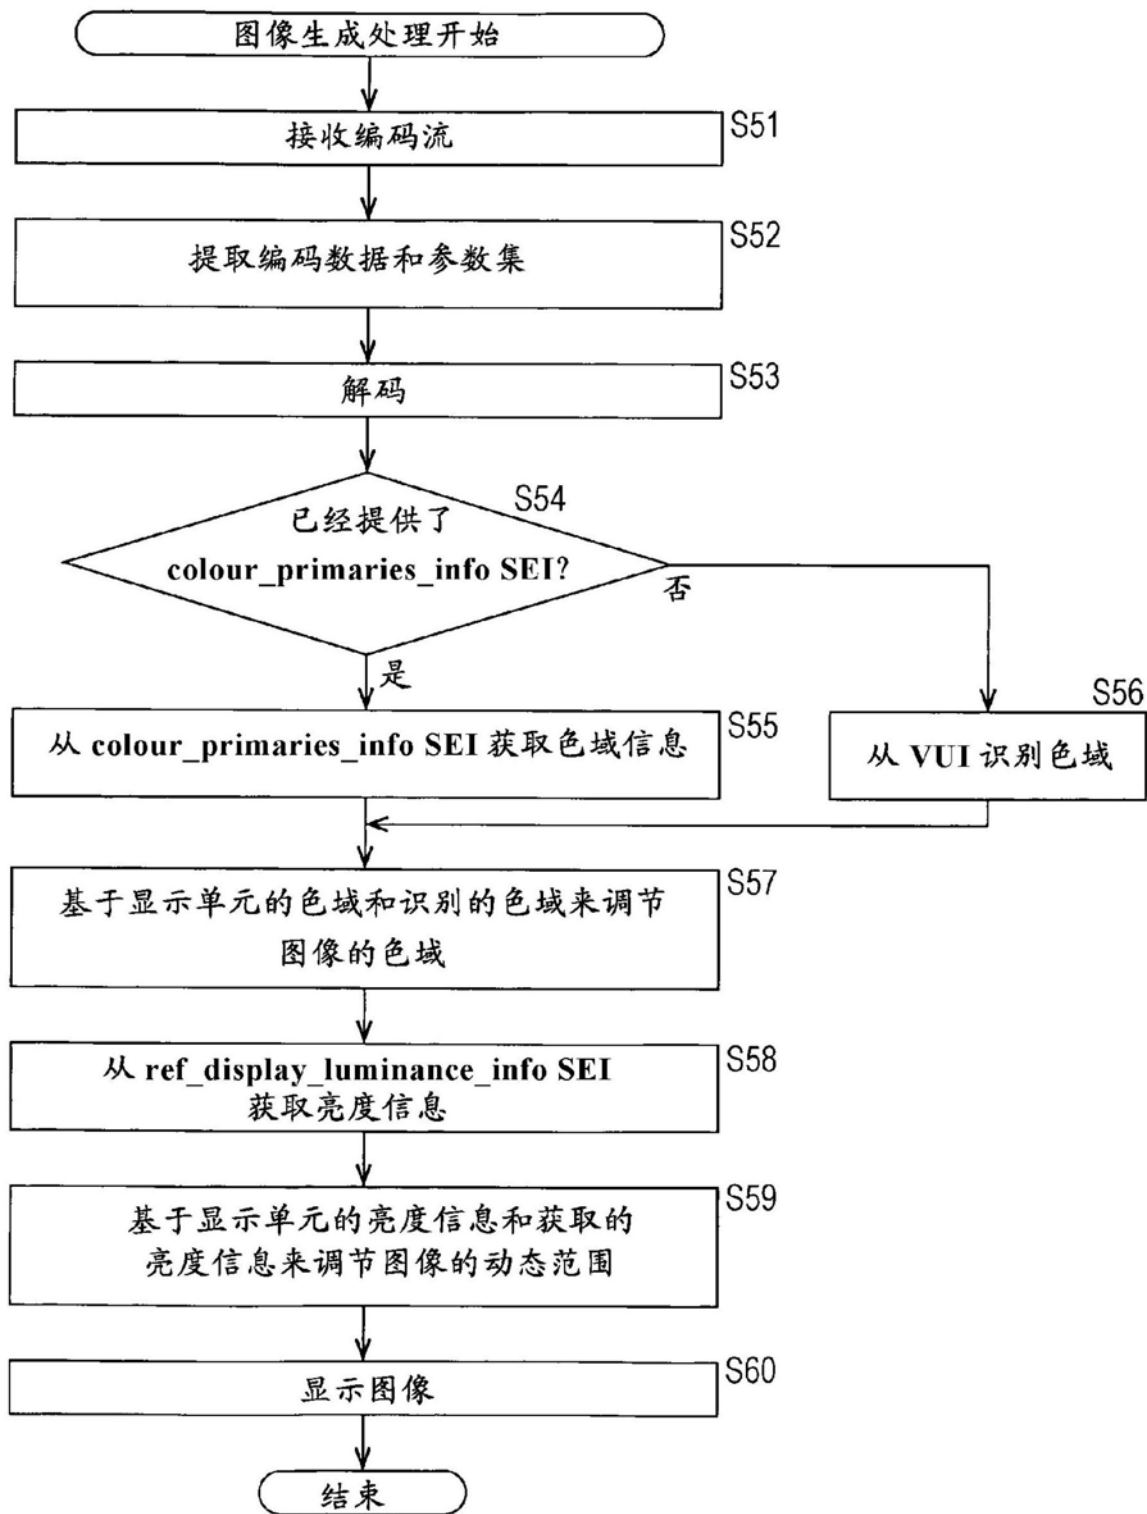 图像生成处理开始
接收编码流
S51
提取编码数据和参数集
S52
解码
S53
S54
已经提供了
colour_primaries_info SEI?
否
是
从 colour_primaries_info SEI 获取色域信息
S55
S56
从 VUI 识别色域
基于显示单元的色域和识别的色域来调节
图像的色域
S57
从 ref_display_luminance_info SEI
获取亮度信息
S58
基于显示单元的亮度信息和获取的
亮度信息来调节图像的动态范围
S59
显示图像
S60
结束